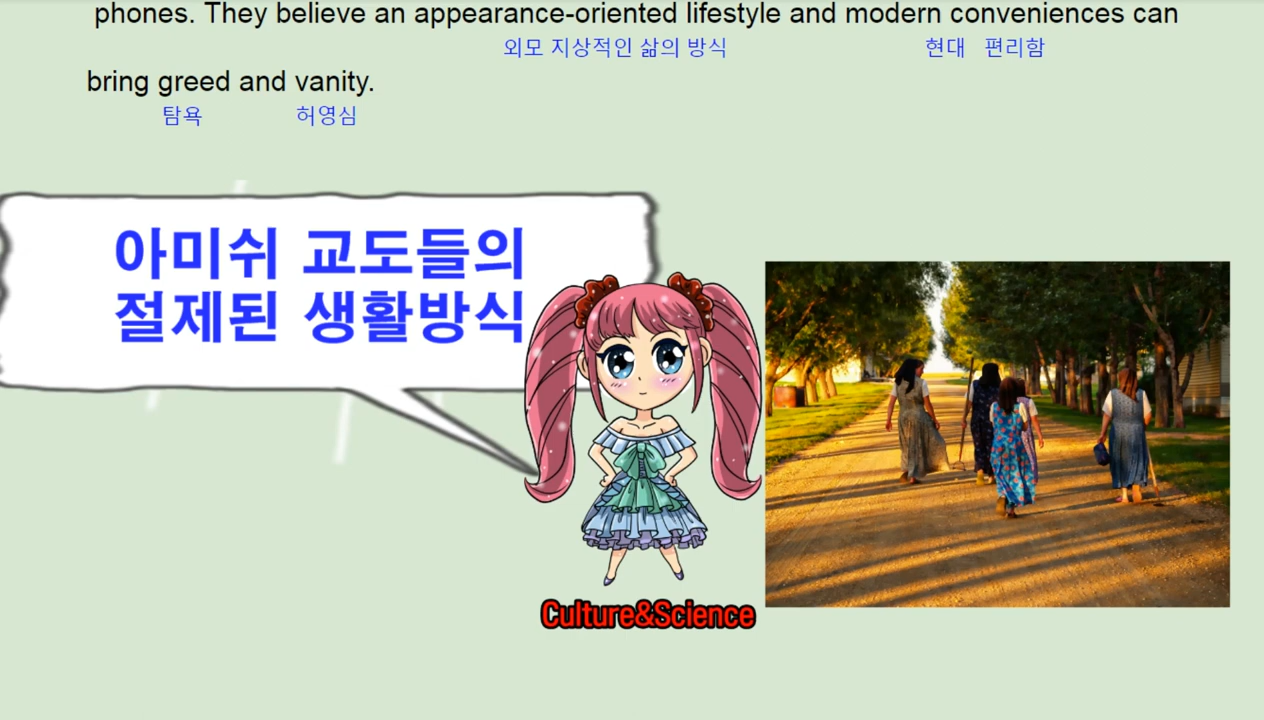 phones. They believe an appearance-oriented lifestyle and modern conveniences can
외모 지상적인 삶의 방식 현대 편리함
bring greed and vanity.
탐욕 허영심
아미쉬 교도들의
절제된 생활방식
Culture&Science